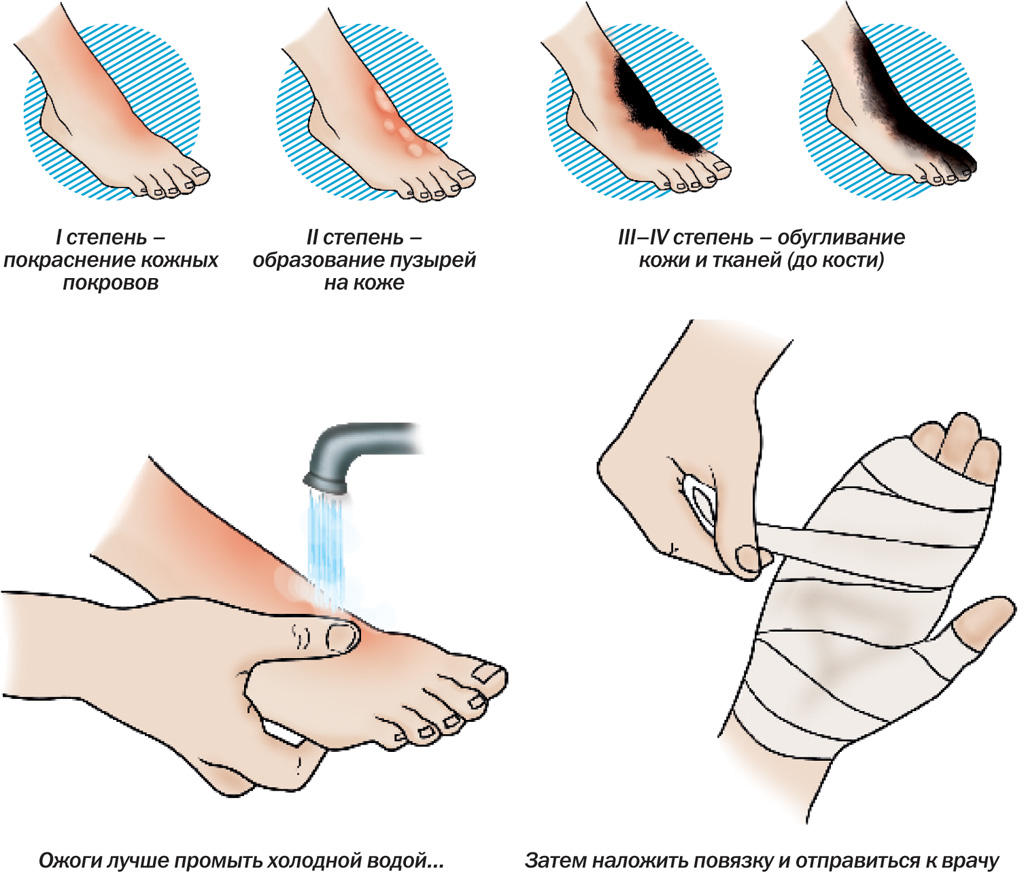 I степень –
покраснение кожных
покровов
II степень –
образование пузырей
на коже
III–IV степень – обугливание
кожи и тканей (до кости)
Ожоги лучше промыть холодной водой...
Затем наложить повязку и отправиться к врачу